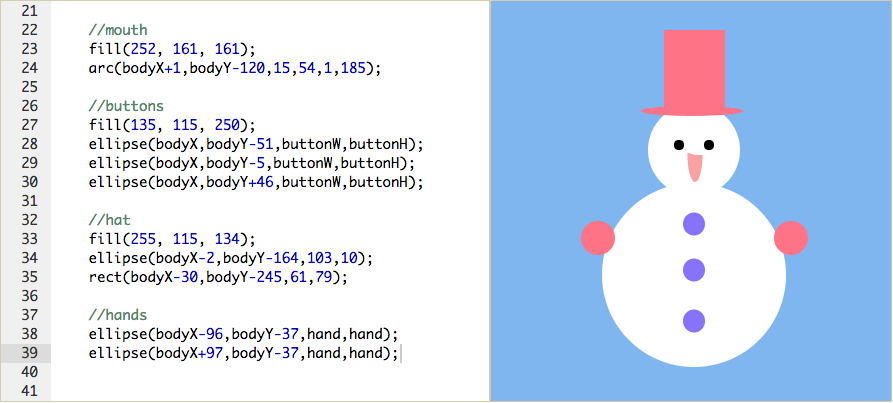 21
22 //mouth
23 fill(252, 161, 161);
24 arc(bodyX+1,bodyY-120,15,54,1,185);
25
26 //buttons
27 fill(135, 115, 250);
28 ellipse(bodyX,bodyY-51,buttonW,buttonH);
29 ellipse(bodyX,bodyY-5,buttonW,buttonH);
30 ellipse(bodyX,bodyY+46,buttonW,buttonH);
31
32 //hat
33 fill(255, 115, 134);
34 ellipse(bodyX-2,bodyY-164,103,10);
35 rect(bodyX-30,bodyY-245,61,79);
36
37 //hands
38 ellipse(bodyX-96,bodyY-37,hand,hand);
39 ellipse(bodyX+97,bodyY-37,hand,hand);
40
41